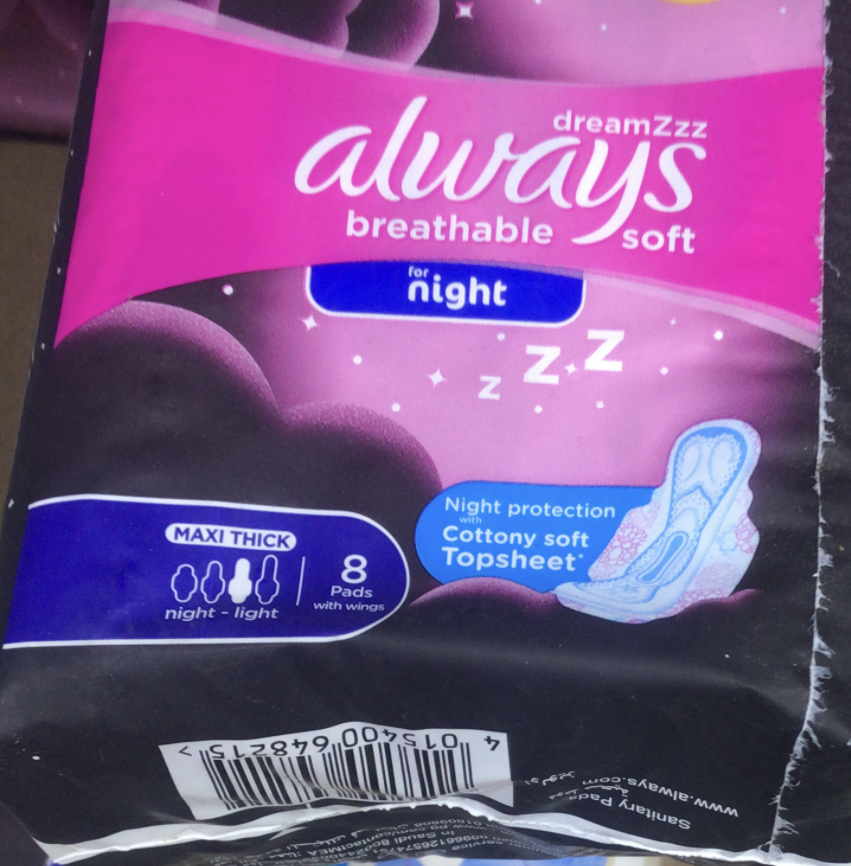 dreamZzz
always
breathable soft
for
night
z z z
Night protection
with
Cottony soft
Topsheet*
MAXI THICK
night - light
8
Pads
with wings
4 015400 648215 >
Sanitary Pads
www.always.com